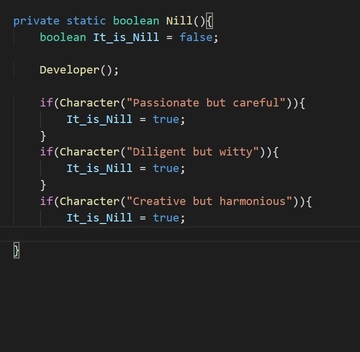 private static boolean Nill(){
    boolean It_is_Nill = false;
    Developer();
    if(Character("Passionate but careful")){
        It_is_Nill = true;
    }
    if(Character("Diligent but witty")){
        It_is_Nill = true;
    }
    if(Character("Creative but harmonious")){
        It_is_Nill = true;
}